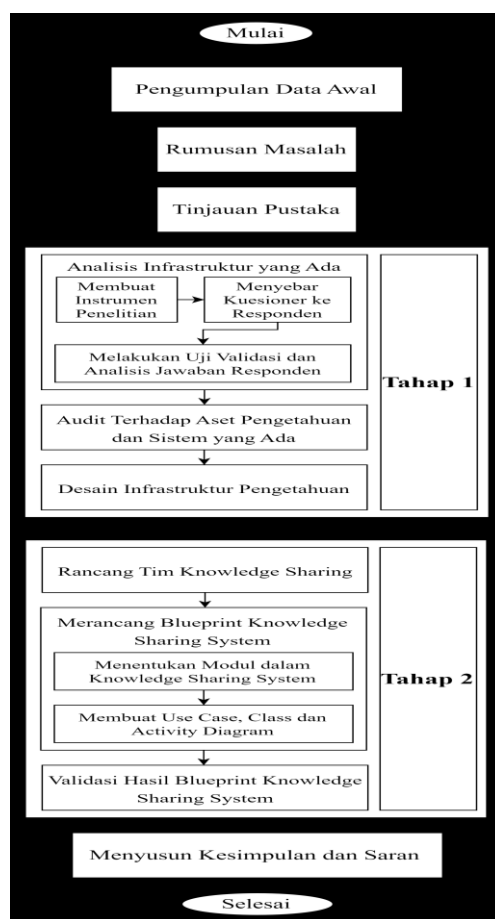 Mulai
Pengumpulan Data Awal
Rumusan Masalah
Tinjauan Pustaka
Analisis Infrastruktur yang Ada
Membuat
Instrumen
Penelitian
Menyebar
Kuesioner ke
Responden
Melakukan Uji Validasi dan
Analisis Jawaban Responden
Audit Terhadap Aset Pengetahuan
dan Sistem yang Ada
Desain Infrastruktur Pengetahuan
Tahap 1
Rancang Tim Knowledge Sharing
Merancang Blueprint Knowledge
Sharing System
Menentukan Modul dalam
Knowledge Sharing System
Membuat Use Case, Class dan
Activity Diagram
Validasi Hasil Blueprint Knowledge
Sharing System
Tahap 2
Menyusun Kesimpulan dan Saran
Selesai